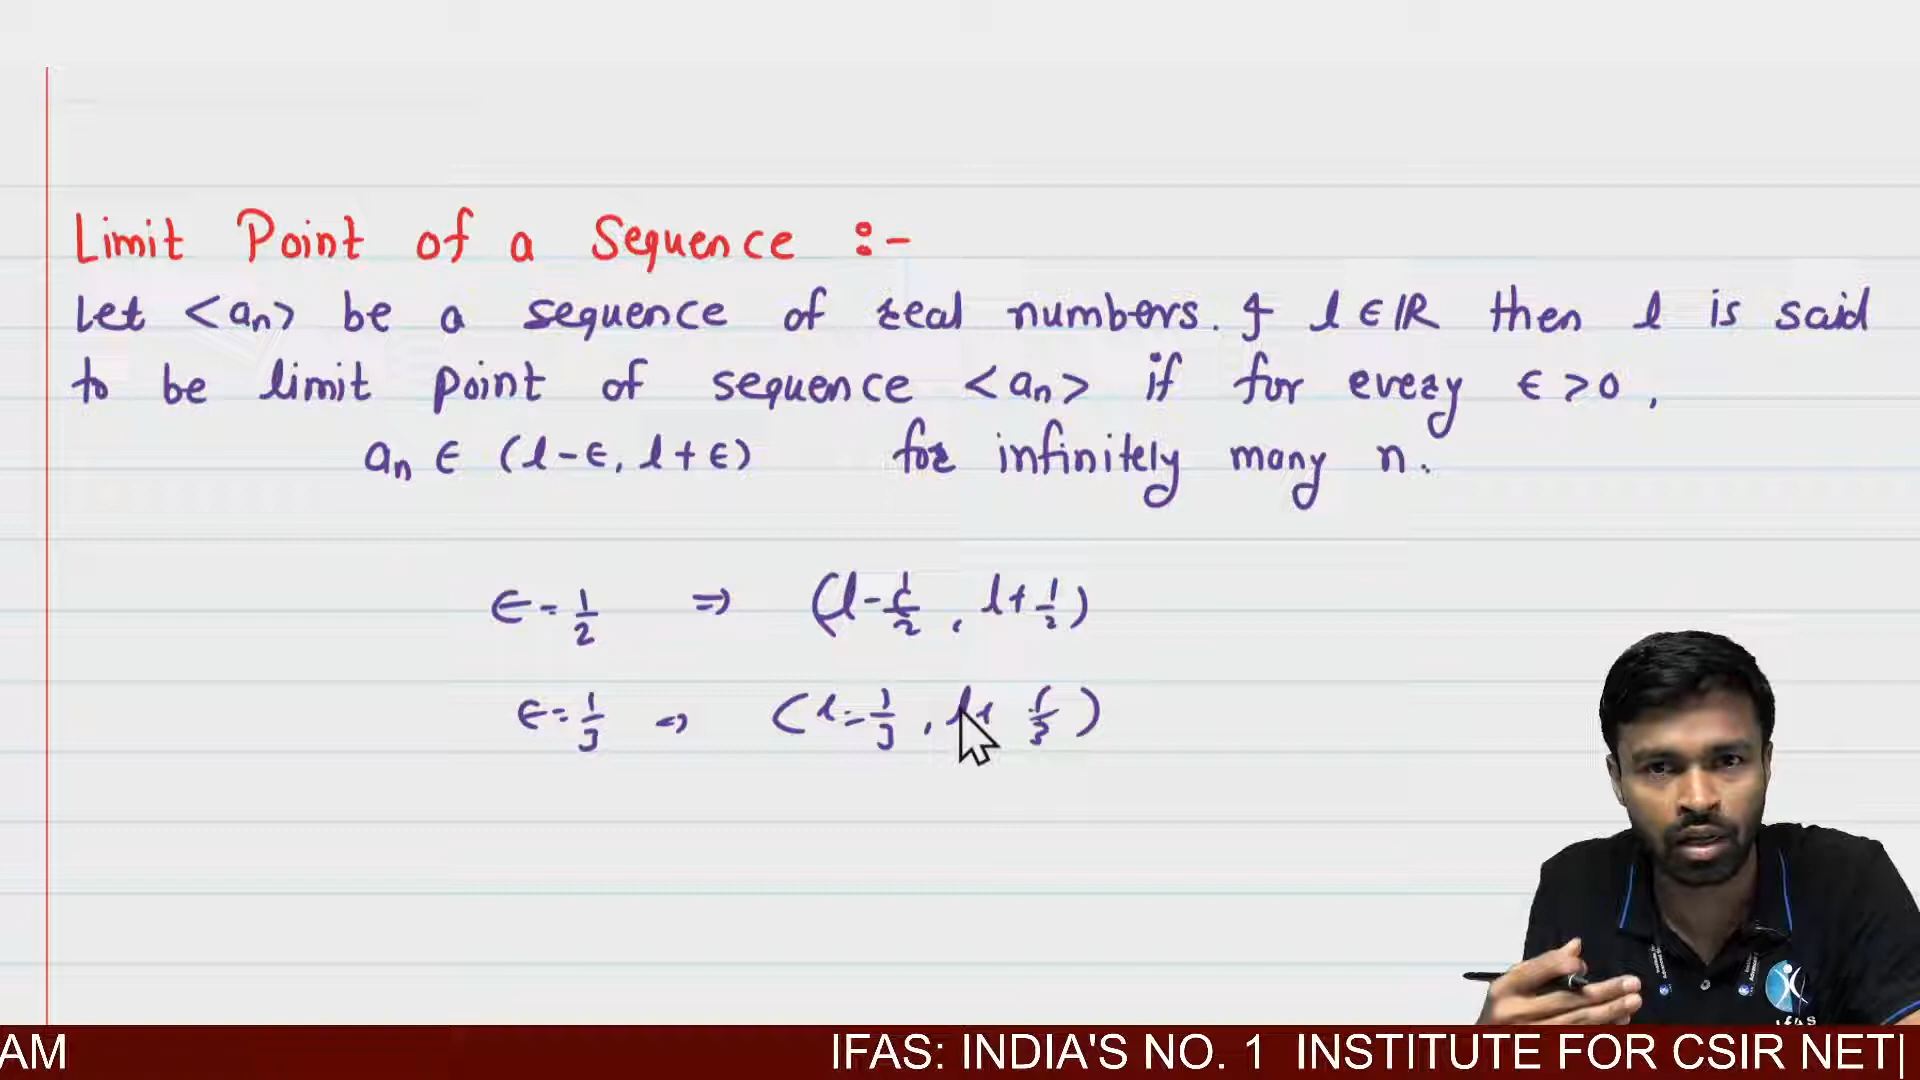 Limit Point of a Sequence :-
Let <aₙ> be a sequence of real numbers. & l ∈ ℝ then l is said
to be limit point of sequence <aₙ> if for every ϵ > 0,
aₙ ∈ (l-ϵ, l+ϵ) for infinitely many n.
ϵ = 1/2 ⇒ (l - 1/2, l + 1/2)
ϵ = 1/3 ⇒ (l - 1/3, l + 1/3)
IFAS
AM IFAS: INDIA'S NO. 1 INSTITUTE FOR CSIR NET|